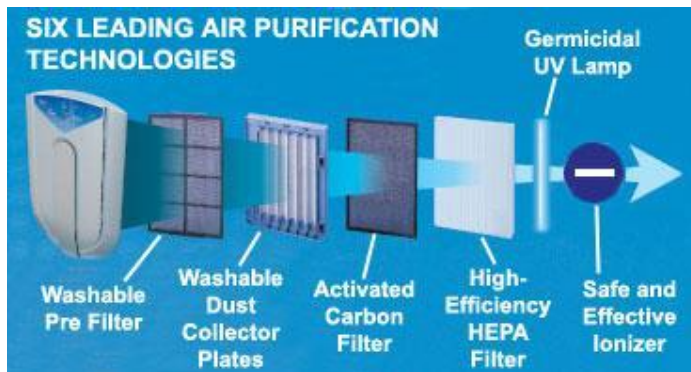 SIX LEADING AIR PURIFICATION
TECHNOLOGIES
Germicidal
UV Lamp
Washable
Pre Filter
Washable
Dust
Collector
Plates
Activated
Carbon
Filter
High-
Efficiency
HEPA
Filter
Safe and
Effective
Ionizer